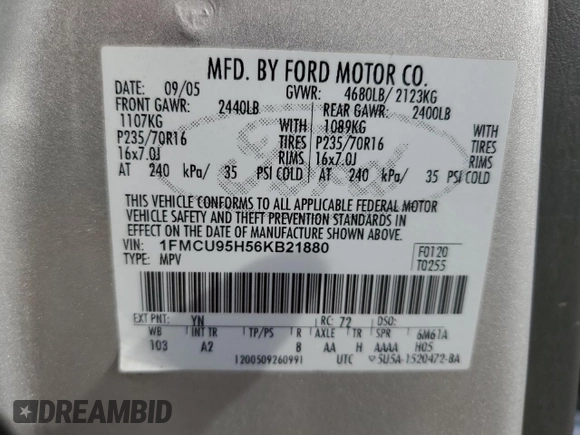 MFD. BY FORD MOTOR CO.
DATE: 09/05 GVWR: 4680LB/ 2123KG
FRONT GAWR: 2440LB REAR GAWR: 2400LB
1107KG WITH 1089KG WITH
P235/70R16 TIRES P235/70R16 TIRES
16x7.0J RIMS 16x7.0J RIMS
AT 240 kPa/ 35 PSI COLD AT 240 kPa/ 35 PSI COLD
THIS VEHICLE CONFORMS TO ALL APPLICABLE FEDERAL MOTOR
VEHICLE SAFETY AND THEFT PREVENTION STANDARDS IN
EFFECT ON THE DATE OF MANUFACTURE SHOWN ABOVE.
VIN: 1FMCU95H56KB21880 F0120
TYPE: MPV T0255
EXT PNT: YN RC: 72 DSO:
WB INT TR TP/PS R AXLE TR SPR 6M61A
103 A2 8 AA H AAAA H05
1200509260991 UTC 5U5A-1520472-BA
Ford
AUTO DREAMBID